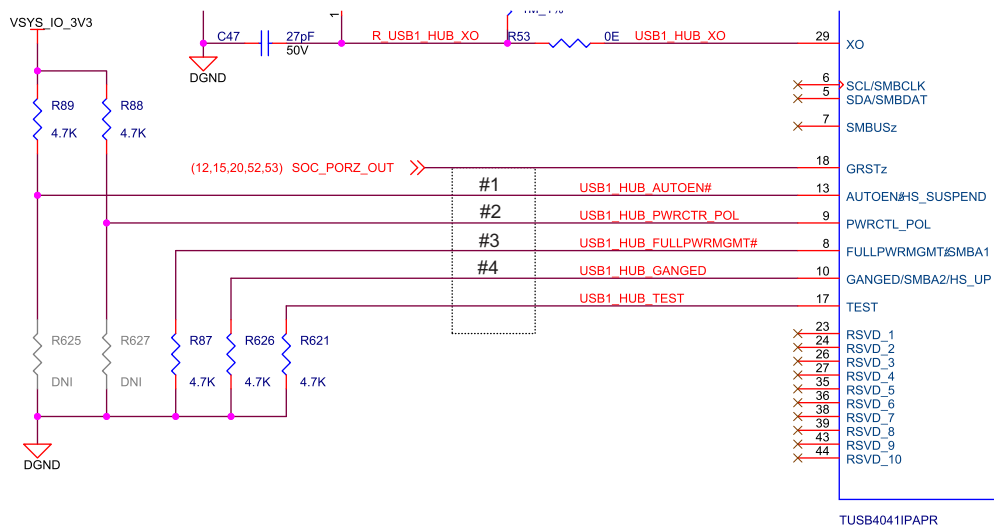 VSYS_IO_3V3
1
C47 27pF R_USB1_HUB_XO R53 0E USB1_HUB_XO 29 XO
50V
DGND
6 SCL/SMBCLK
5 SDA/SMBDAT
R89 R88
4.7K 4.7K
7 SMBUSz
(12,15,20,52,53) SOC_PORZ_OUT 18 GRSTz
#1 USB1_HUB_AUTOEN# 13 AUTOEN#/HS_SUSPEND
#2 USB1_HUB_PWRCTR_POL 9 PWRCTL_POL
#3 USB1_HUB_FULLPWRMGMT# 8 FULLPWRMGMT#/SMBA1
#4 USB1_HUB_GANGED 10 GANGED/SMBA2/HS_UP
USB1_HUB_TEST 17 TEST
23 RSVD_1
R625 R627 R87 R626 R621
24 RSVD_2
26 RSVD_3
27 RSVD_4
DNI DNI 4.7K 4.7K 4.7K
35 RSVD_5
36 RSVD_6
38 RSVD_7
39 RSVD_8
43 RSVD_9
44 RSVD_10
DGND
TUSB4041IPAPR